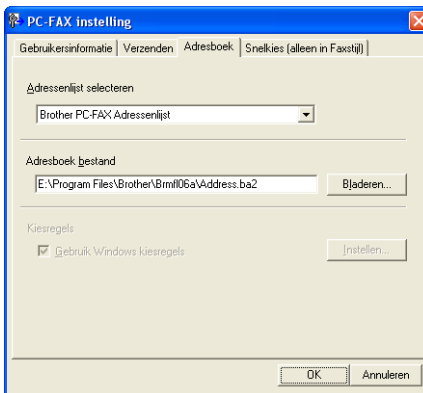 PC-FAX instelling
Gebruikersinformatie Verzenden Adresboek Snelkies (alleen in Faxstijl)
Adressenlijst selecteren
Brother PC-FAX Adressenlijst
Adresboek bestand
E:\Program Files\Brother\Brmfl06a\Address.ba2 Bladeren...
Kiesregels
Gebruik Windows kiesregels Instellen...
OK Annuleren